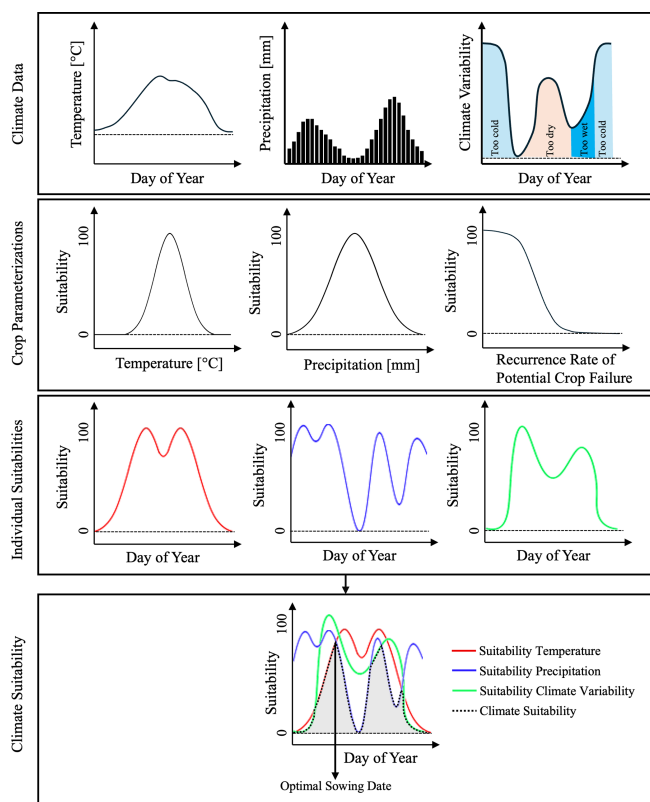 Climate Data
Temperature [°C]
Day of Year
Precipitation [mm]
Day of Year
Climate Variability
Too cold
Too dry
Too wet
Too cold
Day of Year
Crop Parameterizations
Suitability
100
0
Temperature [°C]
Suitability
100
0
Precipitation [mm]
Suitability
100
0
Recurrence Rate of
Potential Crop Failure
Individual Suitabilities
Suitability
100
0
Day of Year
Suitability
100
0
Day of Year
Suitability
100
0
Day of Year
Climate Suitability
Suitability
100
0
Day of Year
Optimal Sowing Date
Suitability Temperature
Suitability Precipitation
Suitability Climate Variability
Climate Suitability